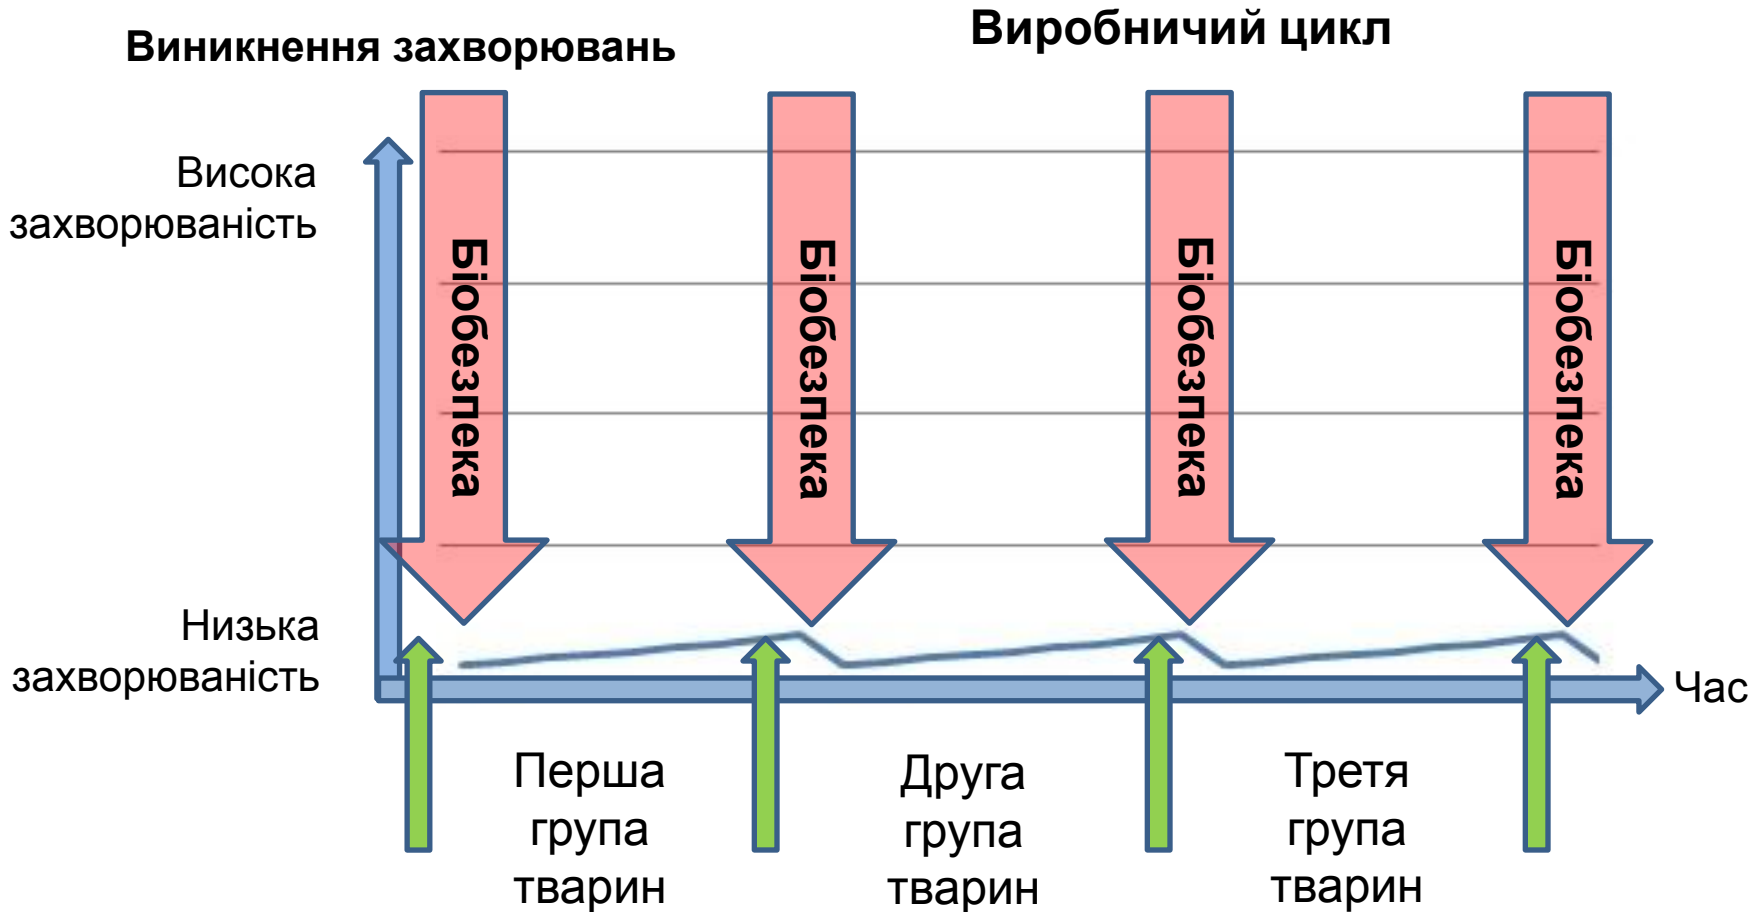 Виникнення захворювань
Виробничий цикл
Висока
захворюваність
Біобезпека
Біобезпека
Біобезпека
Біобезпека
Низька
захворюваність
Час
Перша
група
тварин
Друга
група
тварин
Третя
група
тварин